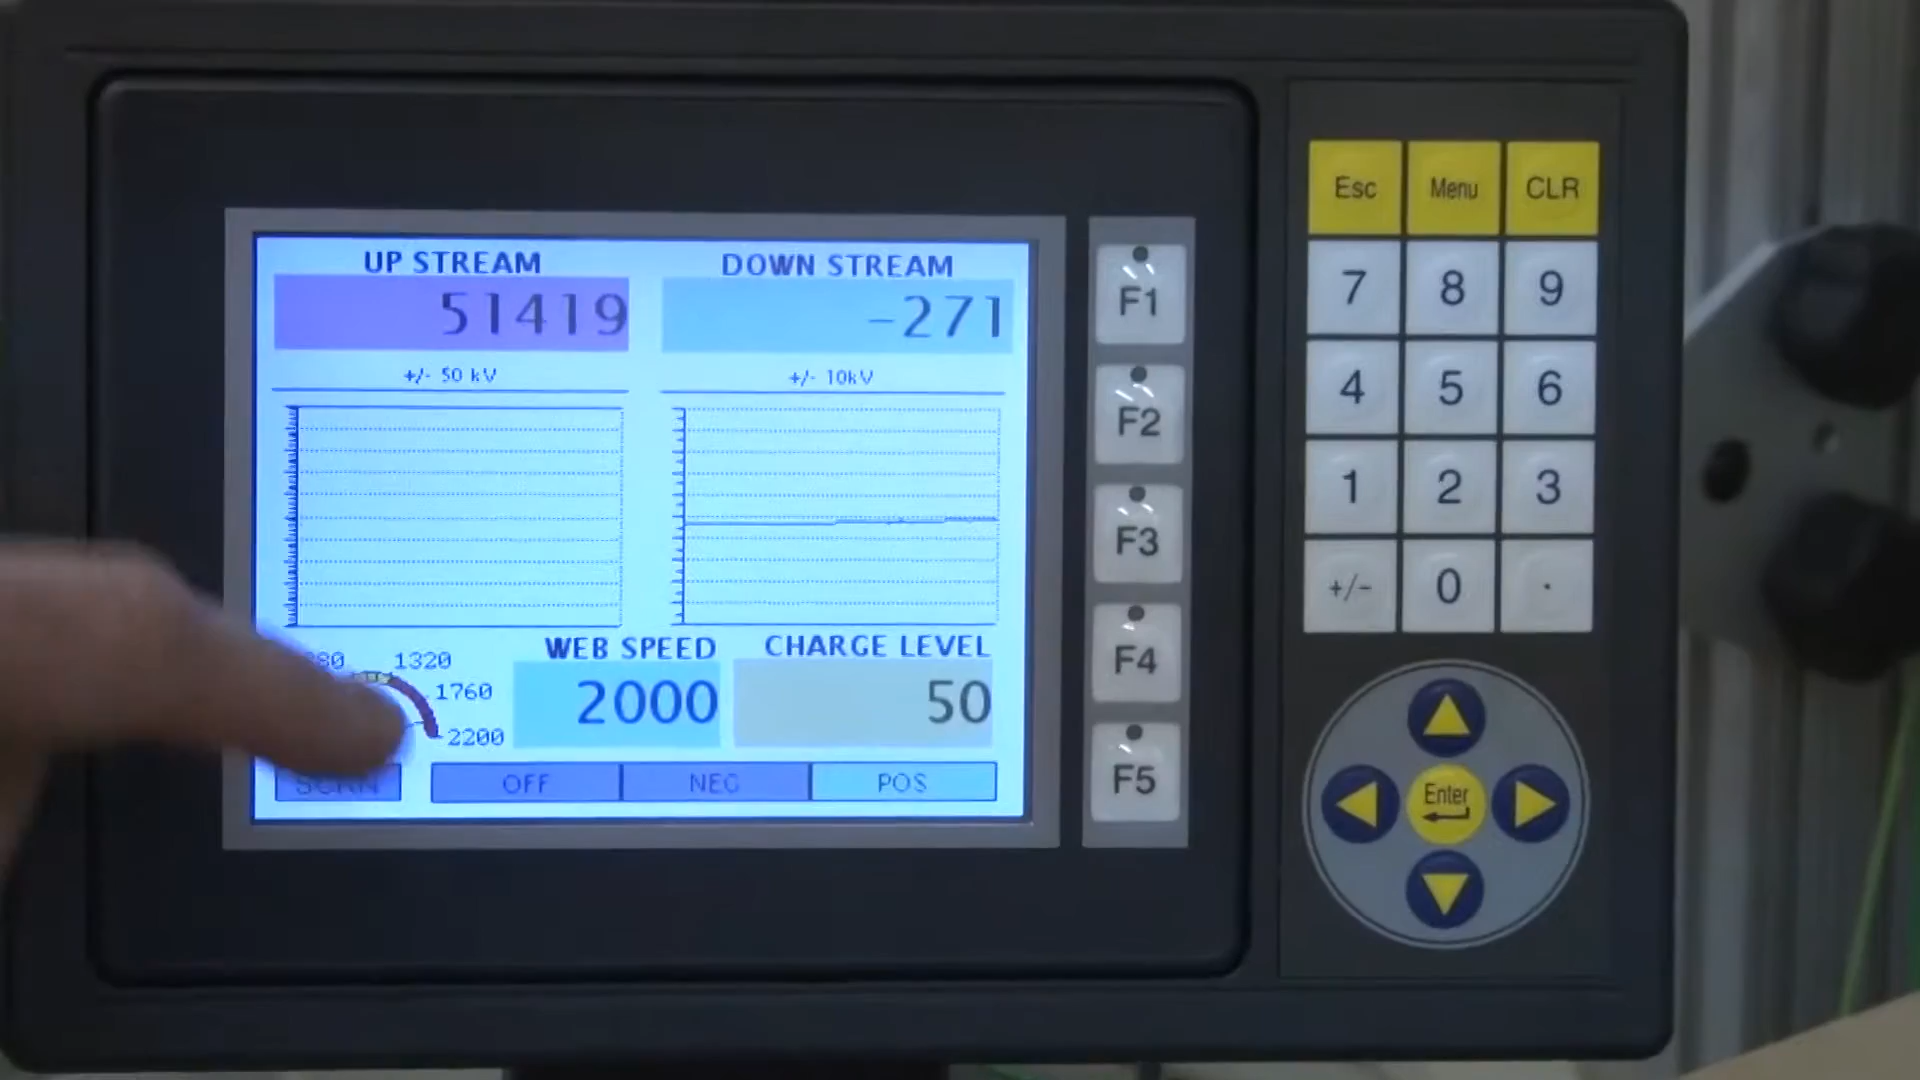 UP STREAM
DOWN STREAM
51419
-271
+/- 50 kV
+/- 10kV
1320
1760
2200
WEB SPEED
CHARGE LEVEL
2000
50
SCRN
OFF
NEG
POS
F1
F2
F3
F4
F5
Esc Menu CLR
7 8 9
4 5 6
1 2 3
+/- 0 .
Enter